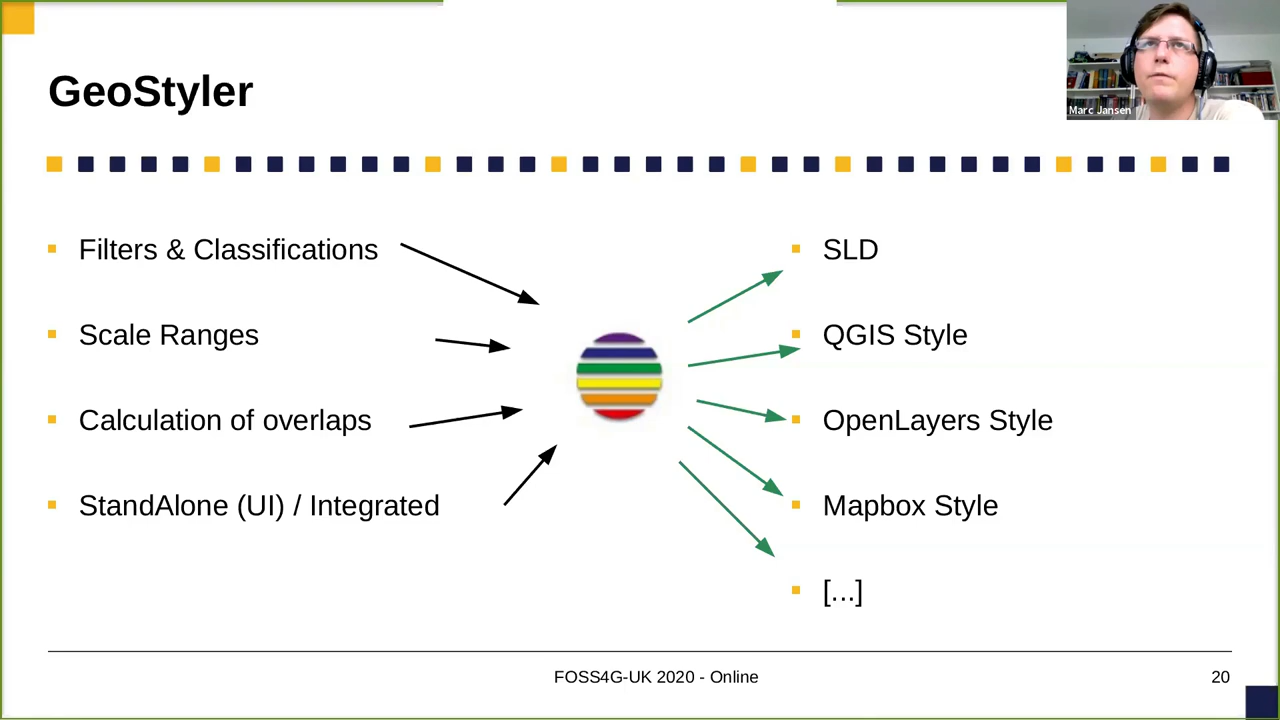 GeoStyler
Marc Jansen
Filters & Classifications
Scale Ranges
Calculation of overlaps
StandAlone (UI) / Integrated
SLD
QGIS Style
OpenLayers Style
Mapbox Style
[...]
FOSS4G-UK 2020 - Online
20